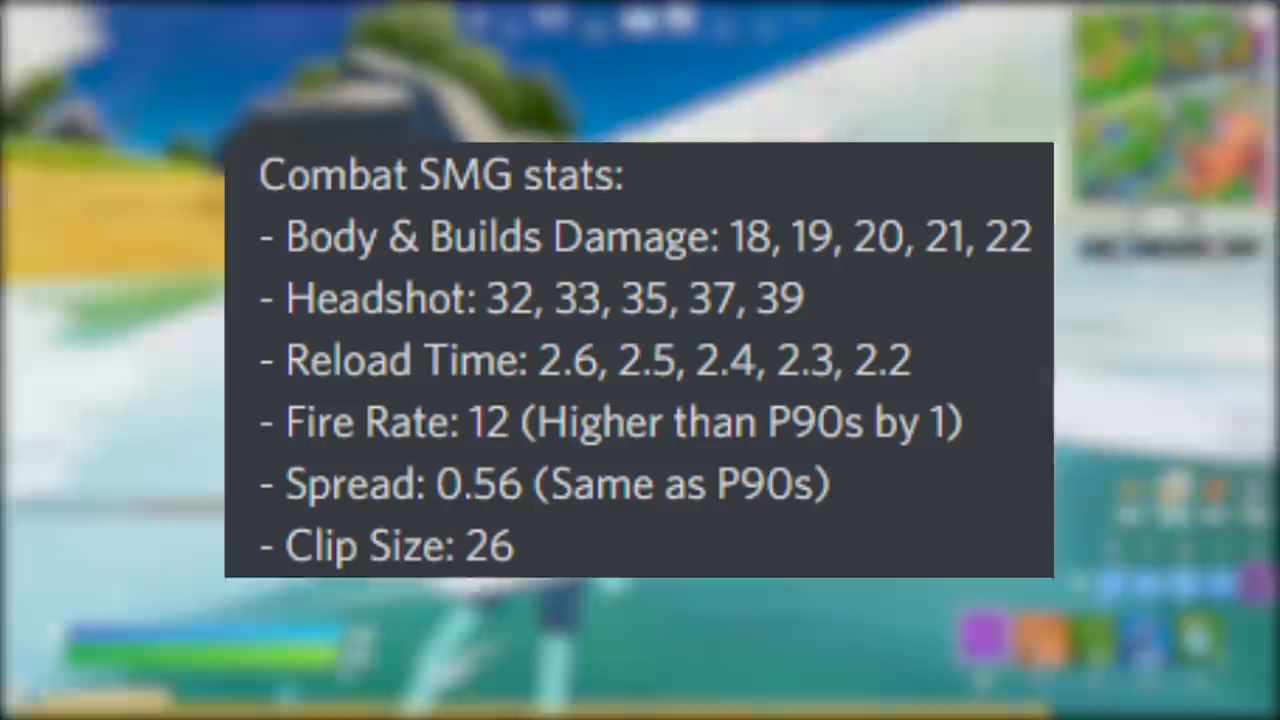 Combat SMG stats:
- Body & Builds Damage: 18, 19, 20, 21, 22
- Headshot: 32, 33, 35, 37, 39
- Reload Time: 2.6, 2.5, 2.4, 2.3, 2.2
- Fire Rate: 12 (Higher than P90s by 1)
- Spread: 0.56 (Same as P90s)
- Clip Size: 26